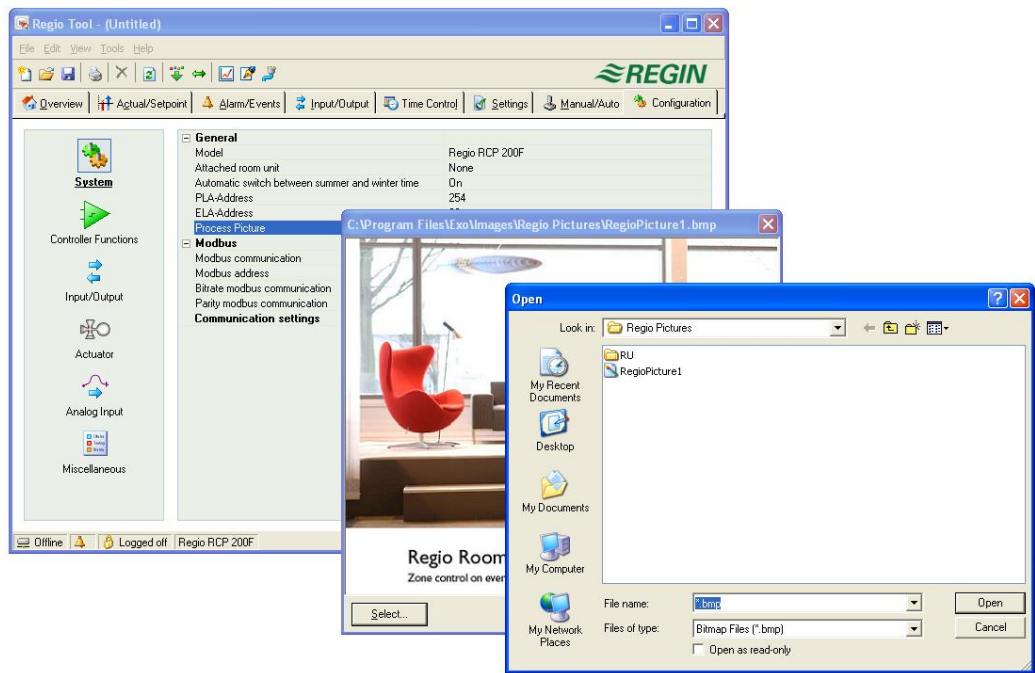 Regio Tool - (Untitled)
File Edit View Tools Help
REGIN
Overview Actual/Setpoint Alarm/Events Input/Output Time Control Settings Manual/Auto Configuration
System
Controller Functions
Input/Output
Actuator
Analog Input
Miscellaneous
General
Model Regio RCP 200F
Attached room unit None
Automatic switch between summer and winter time On
PLA-Address 254
ELA-Address
Process Picture
Modbus
Modbus communication
Modbus address
Bitrate modbus communication
Parity modbus communication
Communication settings
Offline Logged off Regio RCP 200F
C:\Program Files\Exo\Images\Regio Pictures\RegioPicture1.bmp
Regio Room
Zone control on ever
Select...
Open
Look in: Regio Pictures
RU
RegioPicture1
My Recent Documents
Desktop
My Documents
My Computer
My Network Places
File name: *.bmp Open
Files of type: Bitmap Files (*.bmp) Cancel
Open as read-only